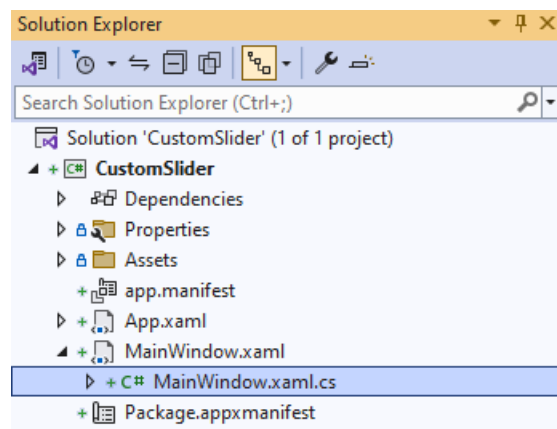 Solution Explorer
Search Solution Explorer (Ctrl+;)
Solution 'CustomSlider' (1 of 1 project)
C# CustomSlider
Dependencies
Properties
Assets
app.manifest
App.xaml
MainWindow.xaml
C# MainWindow.xaml.cs
Package.appxmanifest